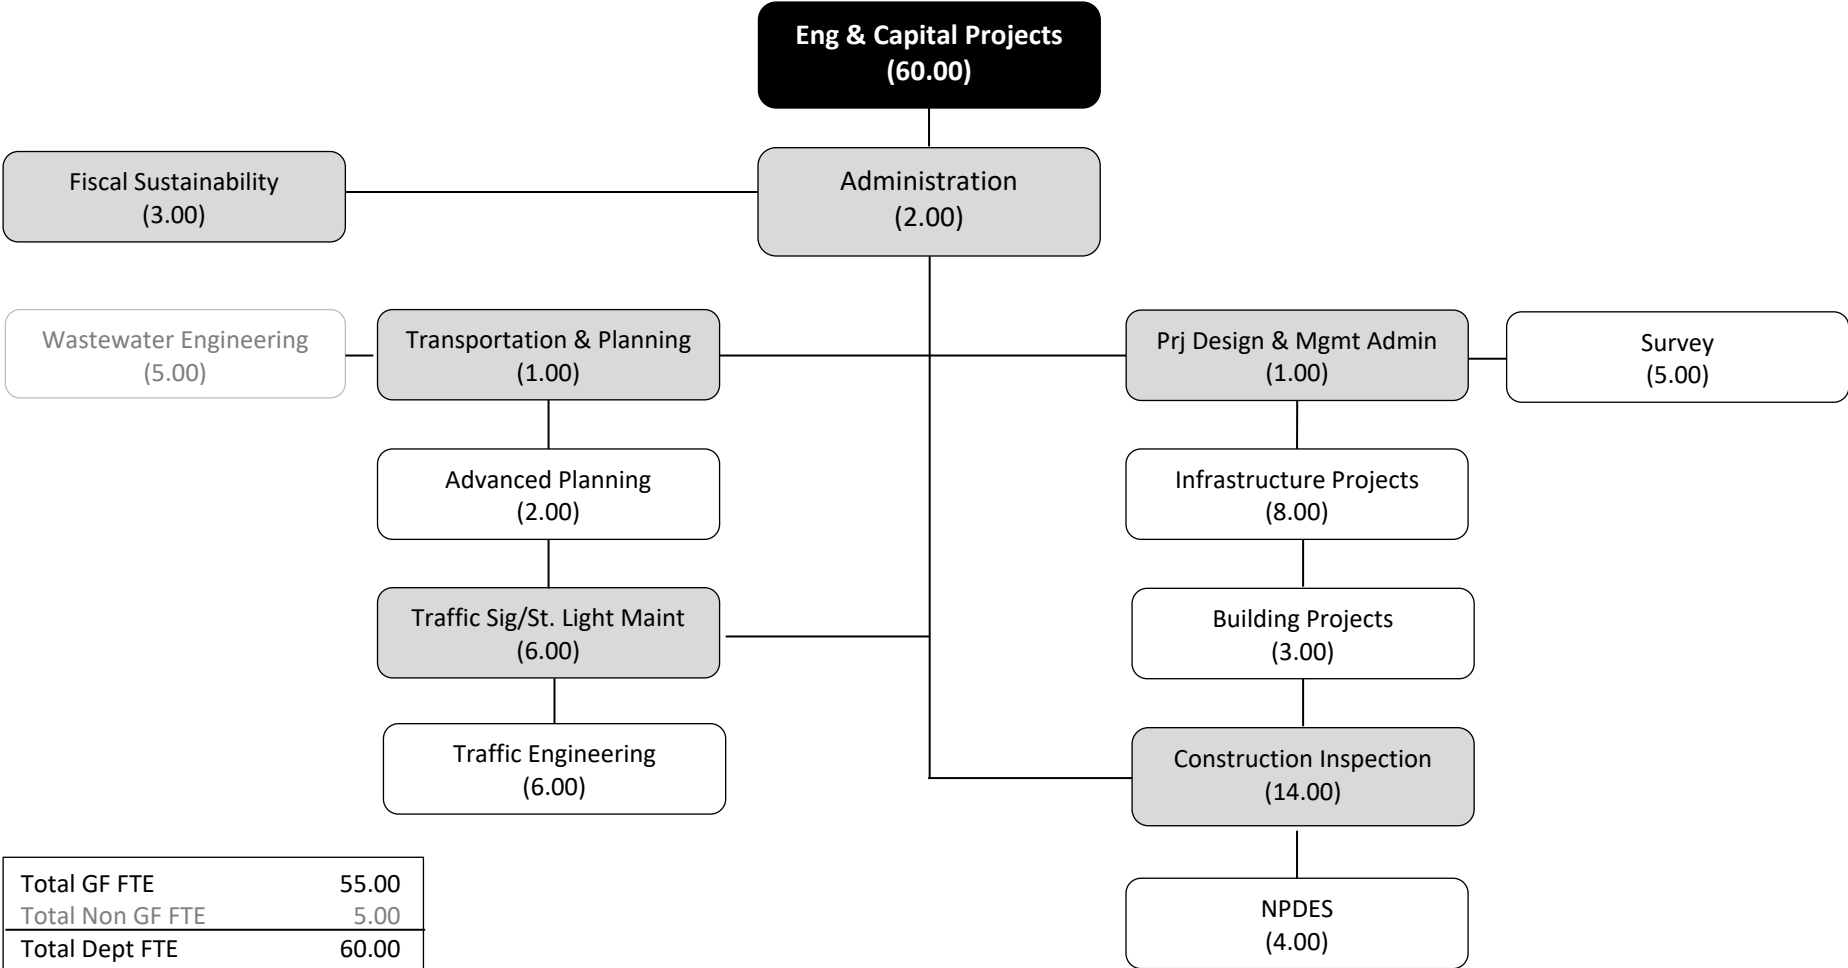 Eng & Capital Projects
(60.00)
Fiscal Sustainability
(3.00)
Administration
(2.00)
Wastewater Engineering
(5.00)
Transportation & Planning
(1.00)
Prj Design & Mgmt Admin
(1.00)
Survey
(5.00)
Advanced Planning
(2.00)
Infrastructure Projects
(8.00)
Traffic Sig/St. Light Maint
(6.00)
Building Projects
(3.00)
Traffic Engineering
(6.00)
Construction Inspection
(14.00)
NPDES
(4.00)
Total GF FTE 55.00
Total Non GF FTE 5.00
Total Dept FTE 60.00